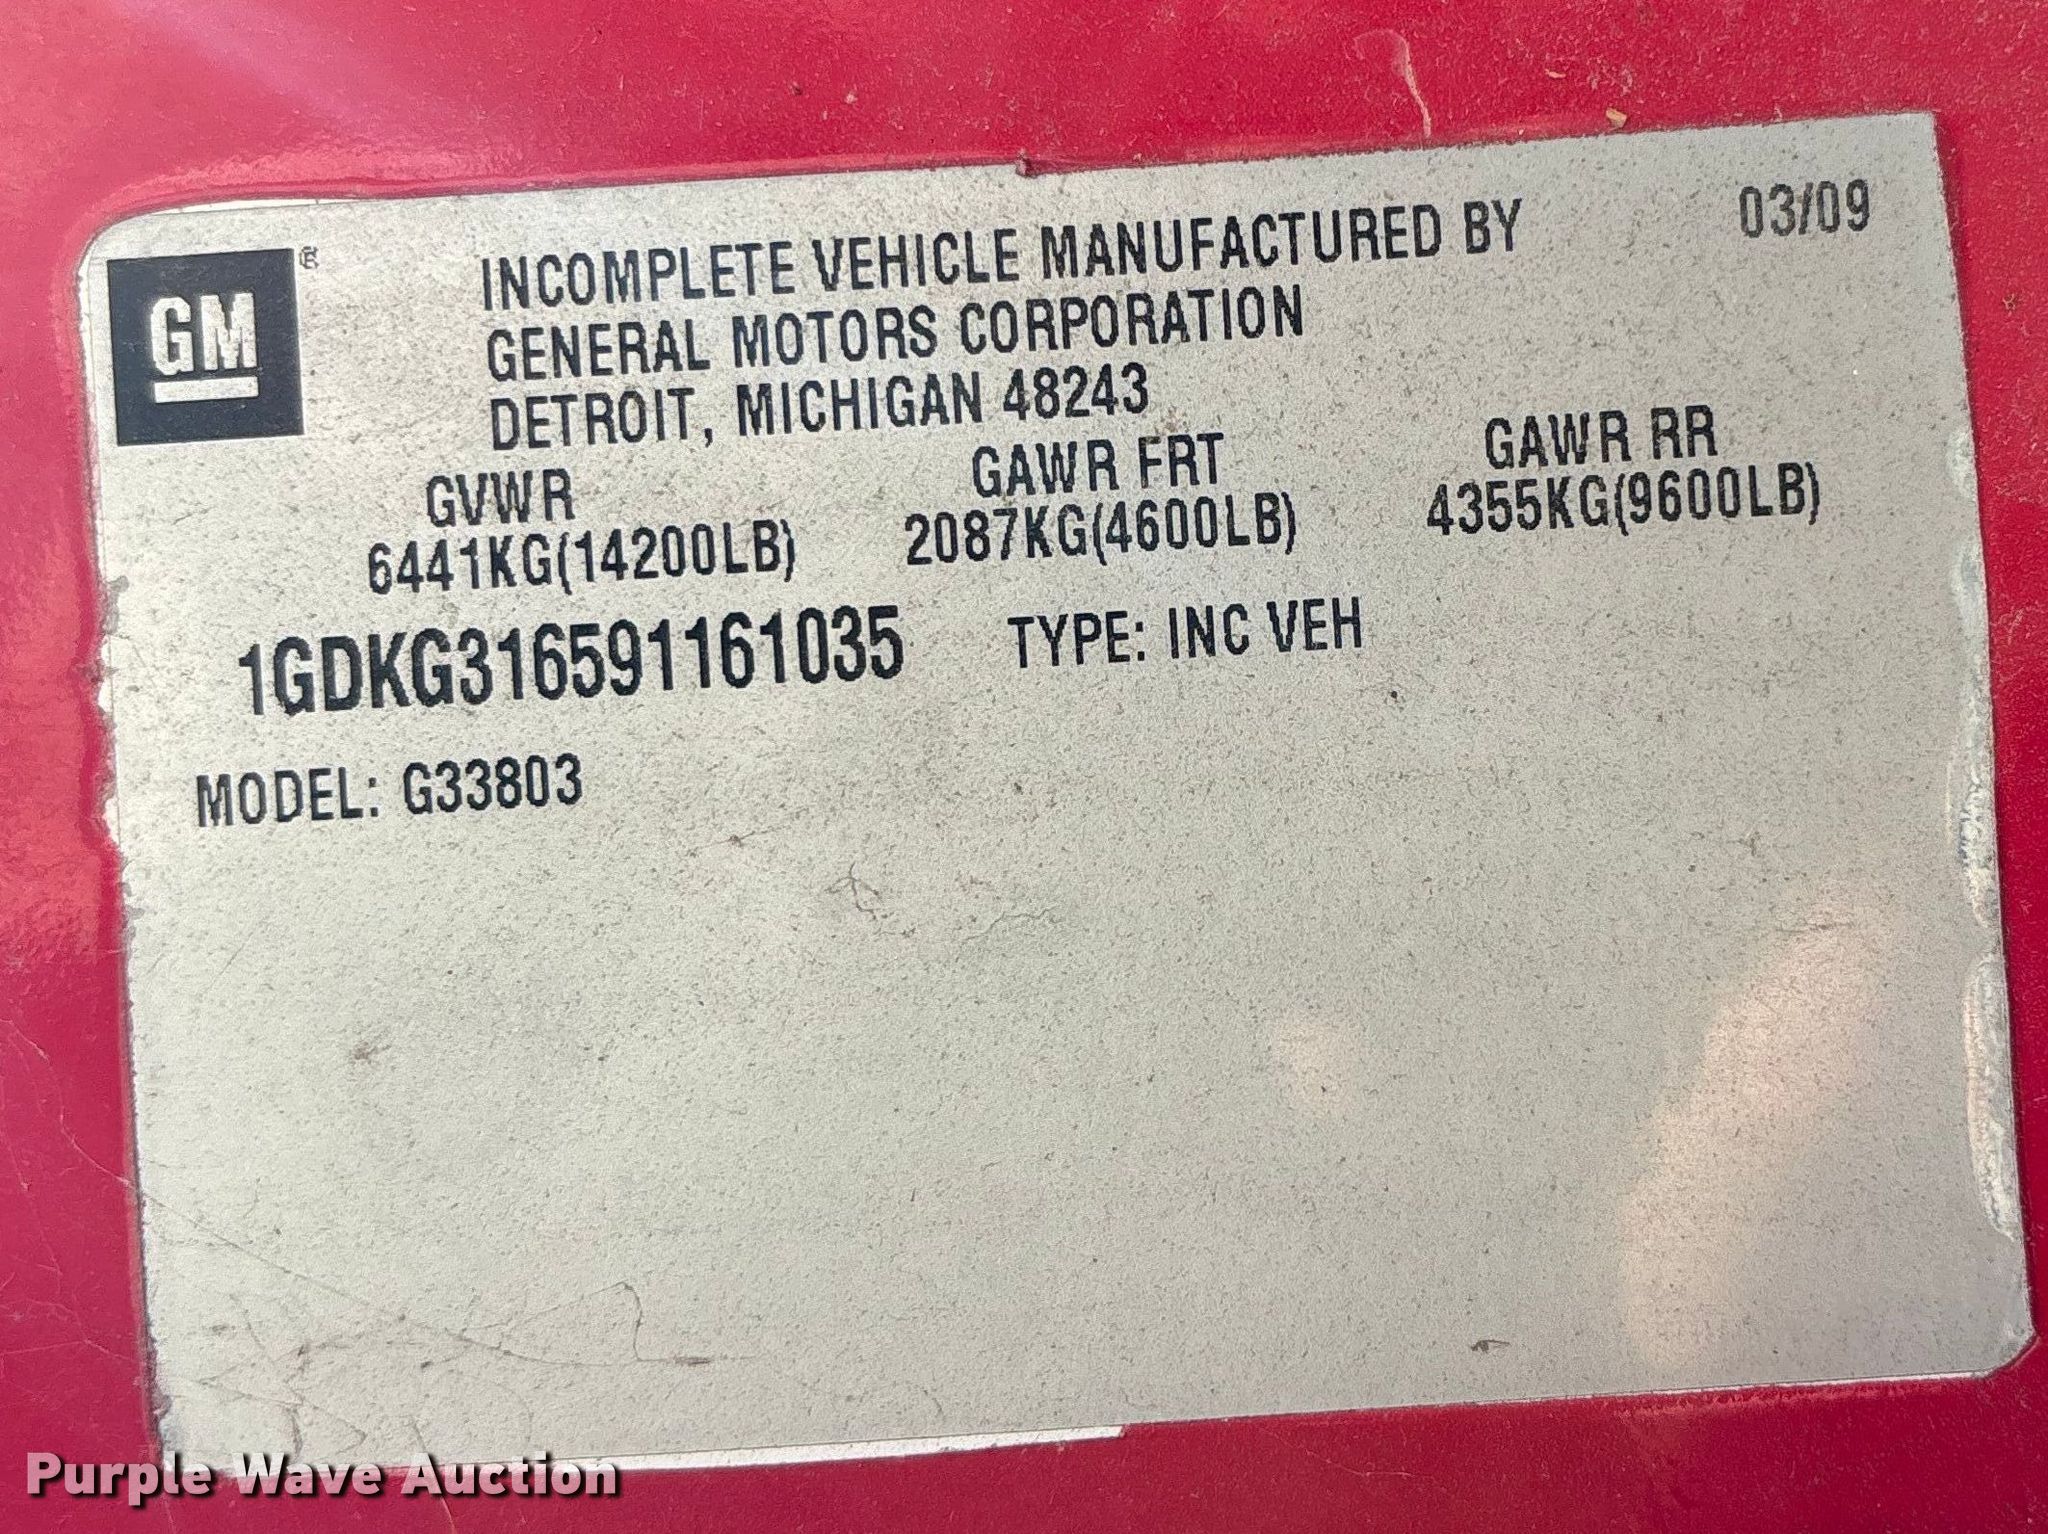 GM®
INCOMPLETE VEHICLE MANUFACTURED BY 03/09
GENERAL MOTORS CORPORATION
DETROIT, MICHIGAN 48243
GVWR GAWR FRT GAWR RR
6441KG(14200LB) 2087KG(4600LB) 4355KG(9600LB)
1GDKG316591161035 TYPE: INC VEH
MODEL: G33803
Purple Wave Auction